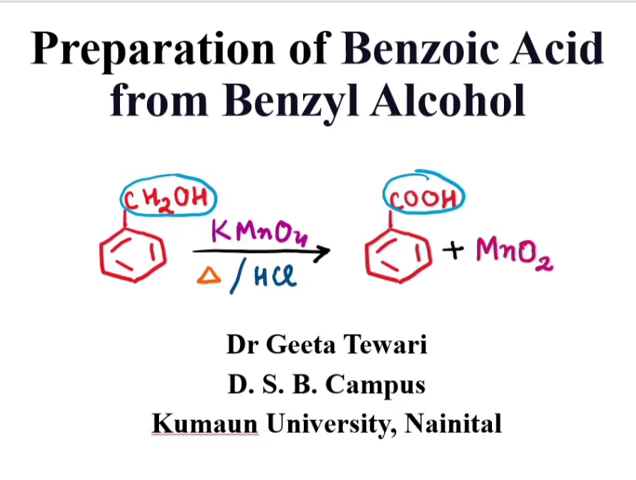 Preparation of Benzoic Acid
from Benzyl Alcohol
CH₂OH
COOH
KMnO₄
+ MnO₂
Δ / HCl
Dr Geeta Tewari
D. S. B. Campus
Kumaun University, Nainital